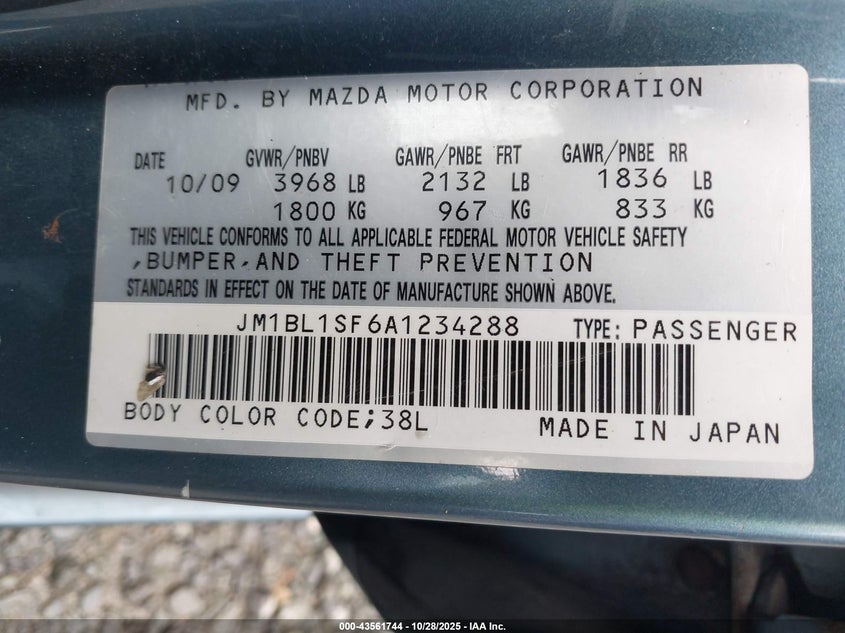 MFD. BY MAZDA MOTOR CORPORATION
DATE GVWR/PNBV GAWR/PNBE FRT GAWR/PNBE RR
10/09 3968 LB 2132 LB 1836 LB
1800 KG 967 KG 833 KG
THIS VEHICLE CONFORMS TO ALL APPLICABLE FEDERAL MOTOR VEHICLE SAFETY
,BUMPER,AND THEFT PREVENTION
STANDARDS IN EFFECT ON THE DATE OF MANUFACTURE SHOWN ABOVE.
JM1BL1SF6A1234288 TYPE: PASSENGER
BODY COLOR CODE;38L
MADE IN JAPAN
000-43561744 | 10/28/2025 - IAA Inc.